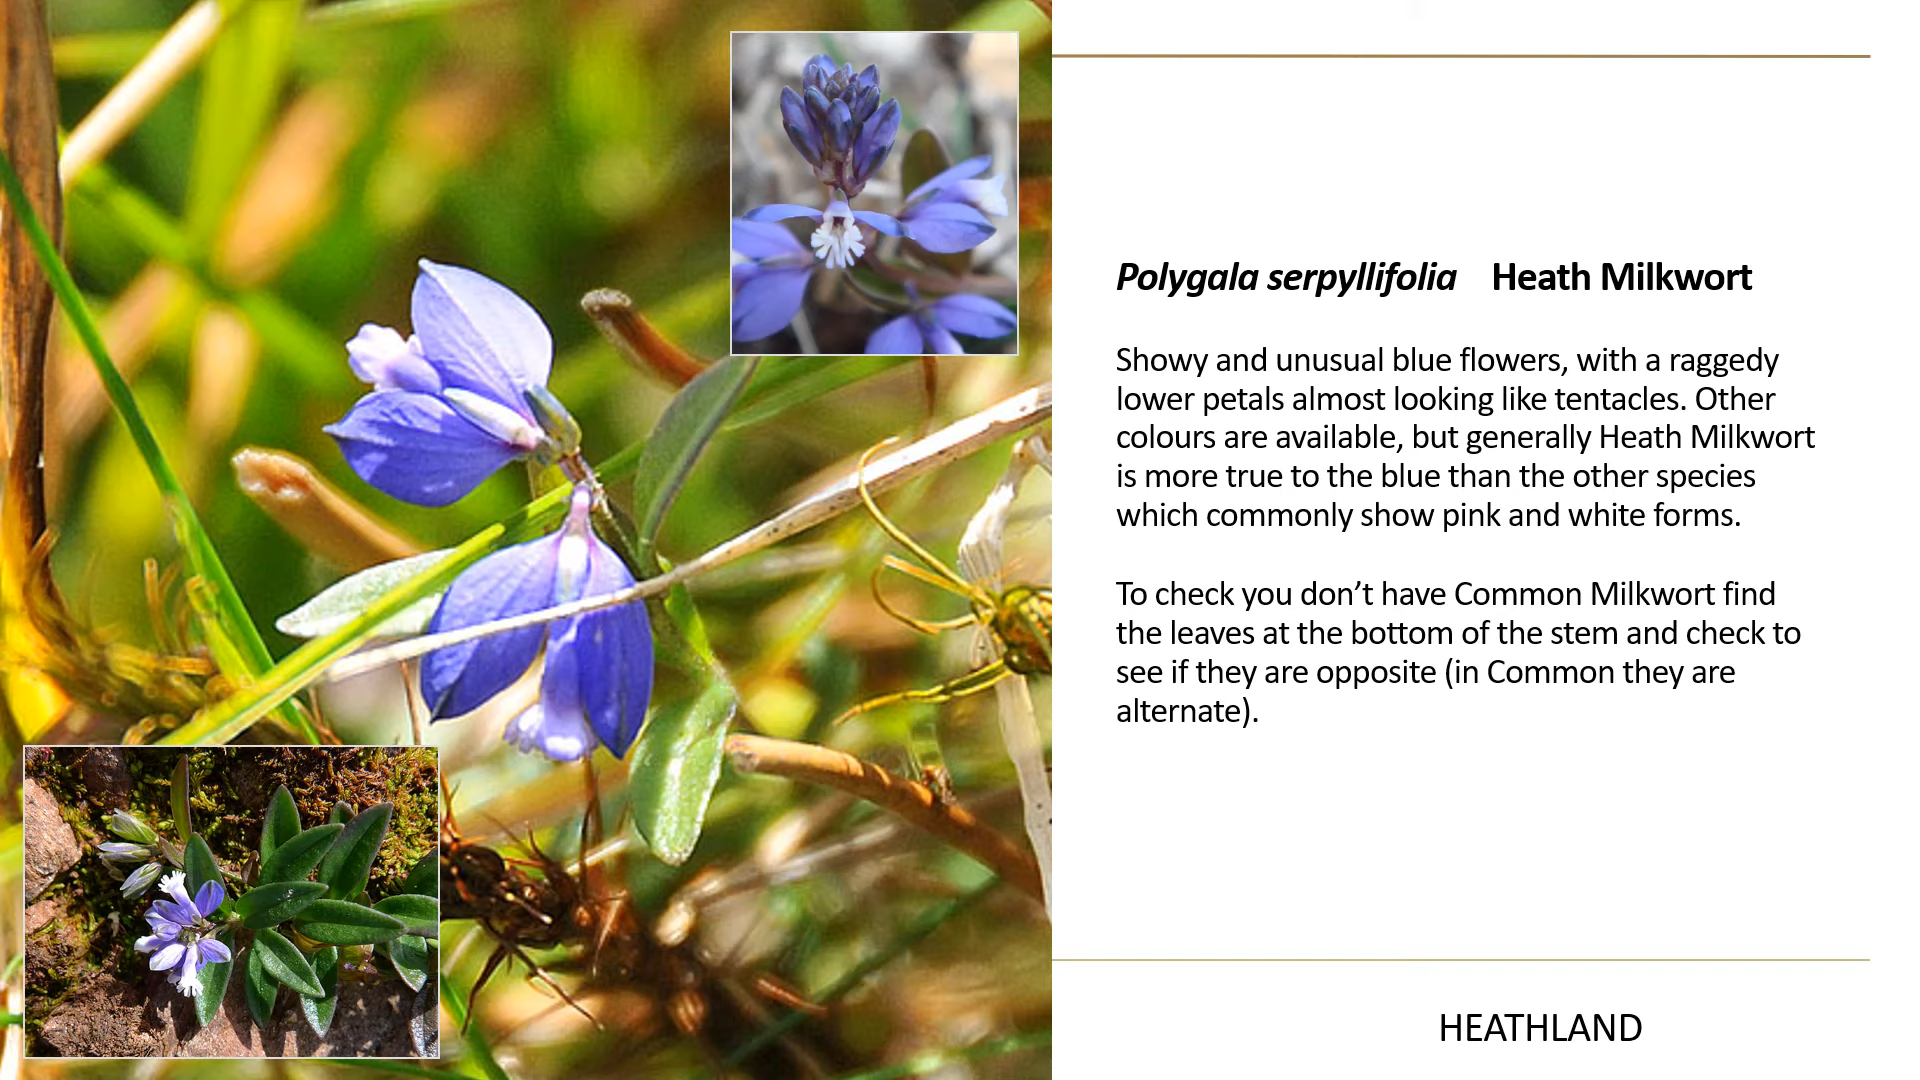 Polygala serpyllifolia    Heath Milkwort
Showy and unusual blue flowers, with a raggedy
lower petals almost looking like tentacles. Other
colours are available, but generally Heath Milkwort
is more true to the blue than the other species
which commonly show pink and white forms.
To check you don’t have Common Milkwort find
the leaves at the bottom of the stem and check to
see if they are opposite (in Common they are
alternate).
HEATHLAND